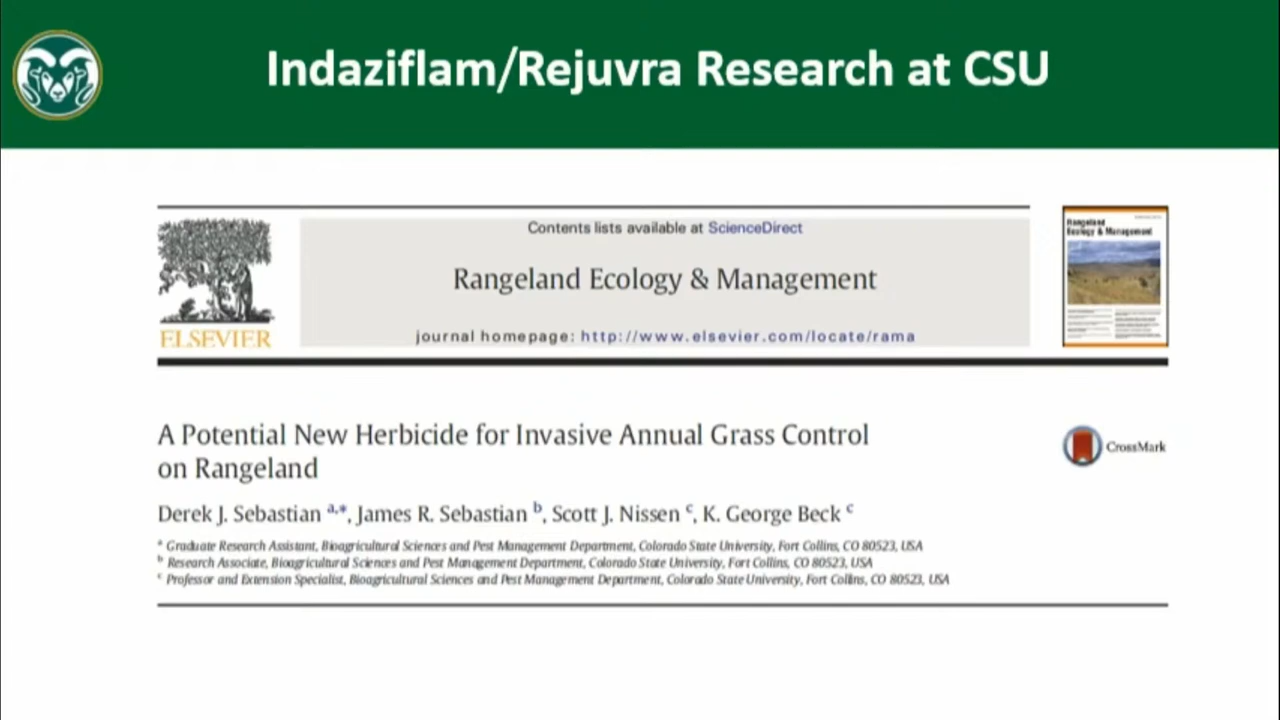 Indaziflam/Rejuvra Research at CSU
Contents lists available at ScienceDirect
Rangeland Ecology & Management
journal homepage: http://www.elsevier.com/locate/rama
ELSEVIER
Rangeland
Ecology & Management
A Potential New Herbicide for Invasive Annual Grass Control
on Rangeland
CrossMark
Derek J. Sebastian a,*, James R. Sebastian b, Scott J. Nissen c, K. George Beck c
a Graduate Research Assistant, Bioagricultural Sciences and Pest Management Department, Colorado State University, Fort Collins, CO 80523, USA
b Research Associate, Bioagricultural Sciences and Pest Management Department, Colorado State University, Fort Collins, CO 80523, USA
c Professor and Extension Specialist, Bioagricultural Sciences and Pest Management Department, Colorado State University, Fort Collins, CO 80523, USA